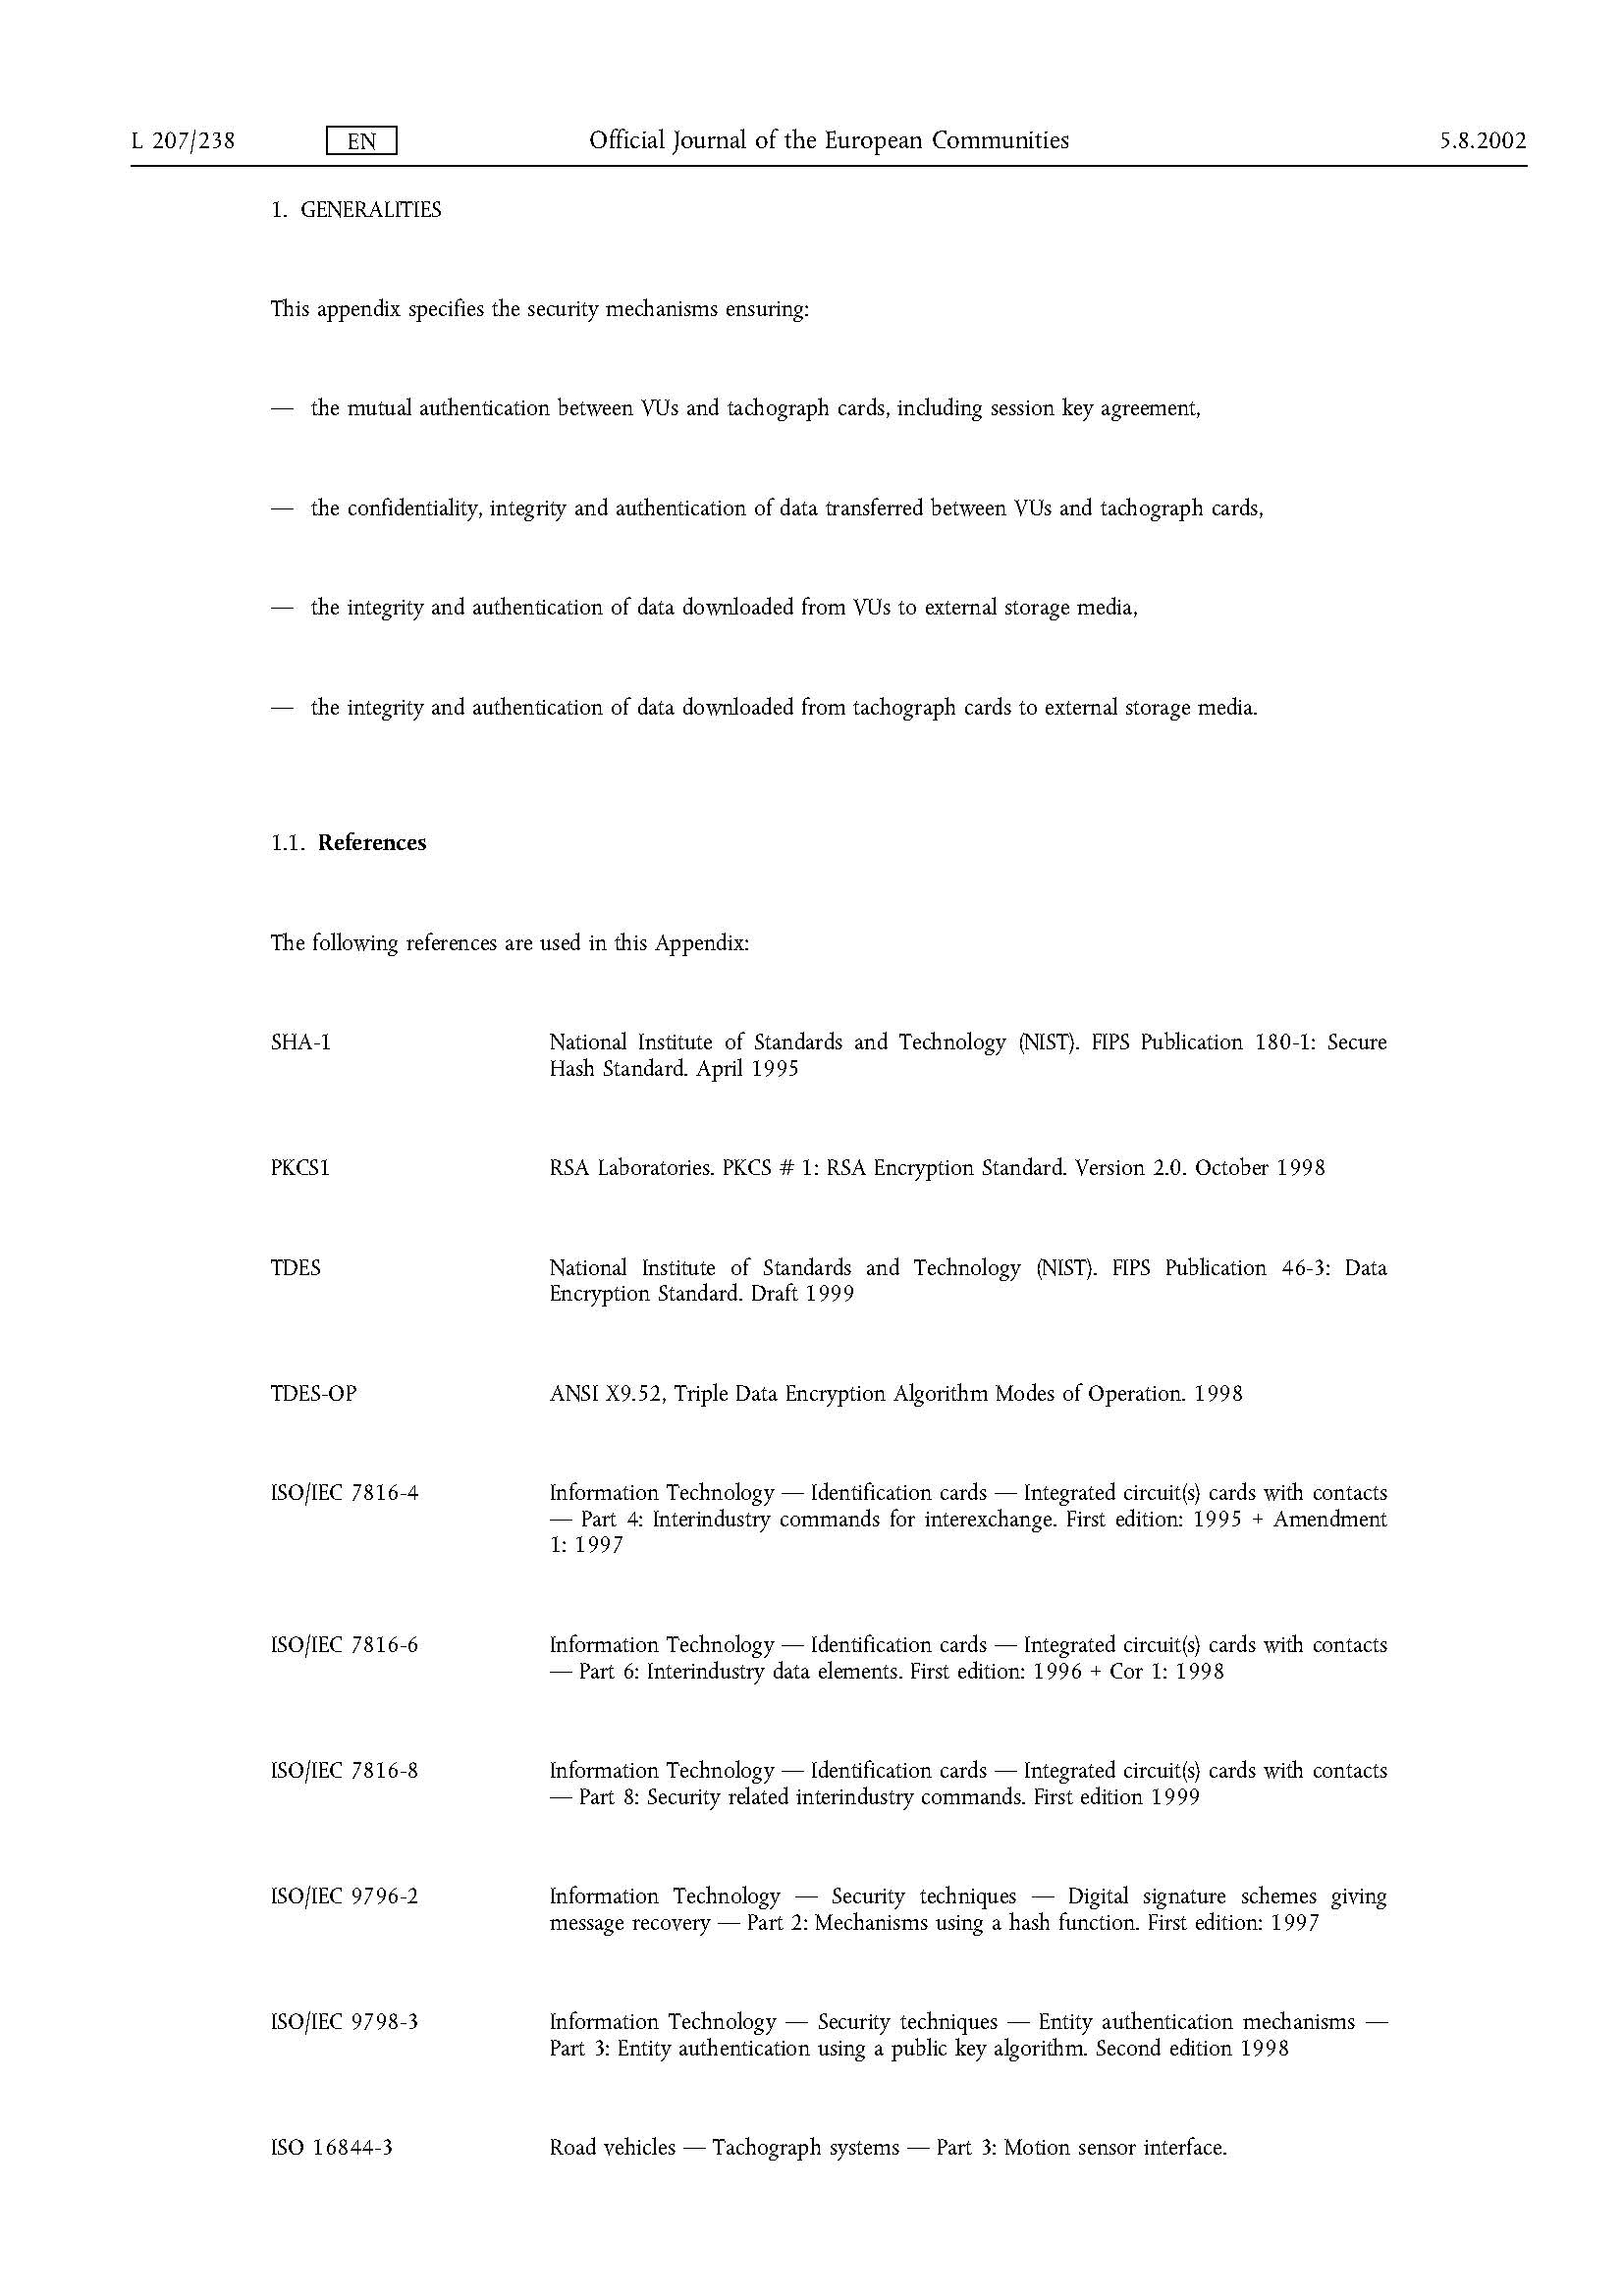 L 207/238 EN Official Journal of the European Communities 5.8.2002
1. GENERALITIES
This appendix specifies the security mechanisms ensuring:
— the mutual authentication between VUs and tachograph cards, including session key agreement,
— the confidentiality, integrity and authentication of data transferred between VUs and tachograph cards,
— the integrity and authentication of data downloaded from VUs to external storage media,
— the integrity and authentication of data downloaded from tachograph cards to external storage media.
1.1. References
The following references are used in this Appendix:
SHA-1 National Institute of Standards and Technology (NIST). FIPS Publication 180-1: Secure
Hash Standard. April 1995
PKCS1 RSA Laboratories. PKCS # 1: RSA Encryption Standard. Version 2.0. October 1998
TDES National Institute of Standards and Technology (NIST). FIPS Publication 46-3: Data
Encryption Standard. Draft 1999
TDES-OP ANSI X9.52, Triple Data Encryption Algorithm Modes of Operation. 1998
ISO/IEC 7816-4 Information Technology — Identification cards — Integrated circuit(s) cards with contacts
— Part 4: Interindustry commands for interexchange. First edition: 1995 + Amendment
1: 1997
ISO/IEC 7816-6 Information Technology — Identification cards — Integrated circuit(s) cards with contacts
— Part 6: Interindustry data elements. First edition: 1996 + Cor 1: 1998
ISO/IEC 7816-8 Information Technology — Identification cards — Integrated circuit(s) cards with contacts
— Part 8: Security related interindustry commands. First edition 1999
ISO/IEC 9796-2 Information Technology — Security techniques — Digital signature schemes giving
message recovery — Part 2: Mechanisms using a hash function. First edition: 1997
ISO/IEC 9798-3 Information Technology — Security techniques — Entity authentication mechanisms —
Part 3: Entity authentication using a public key algorithm. Second edition 1998
ISO 16844-3 Road vehicles — Tachograph systems — Part 3: Motion sensor interface.